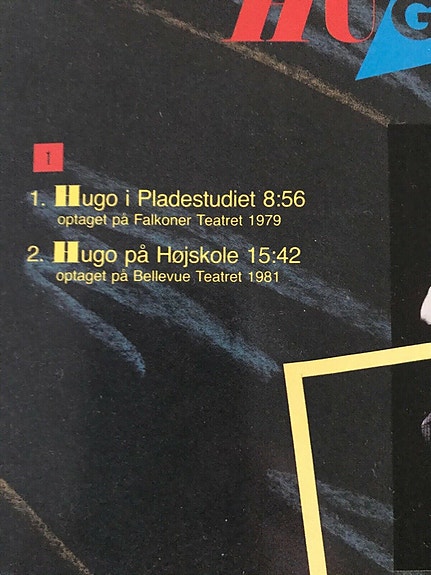 HU
G
1
1. Hugo i Pladestudiet 8:56
optaget på Falkoner Teatret 1979
2. Hugo på Højskole 15:42
optaget på Bellevue Teatret 1981